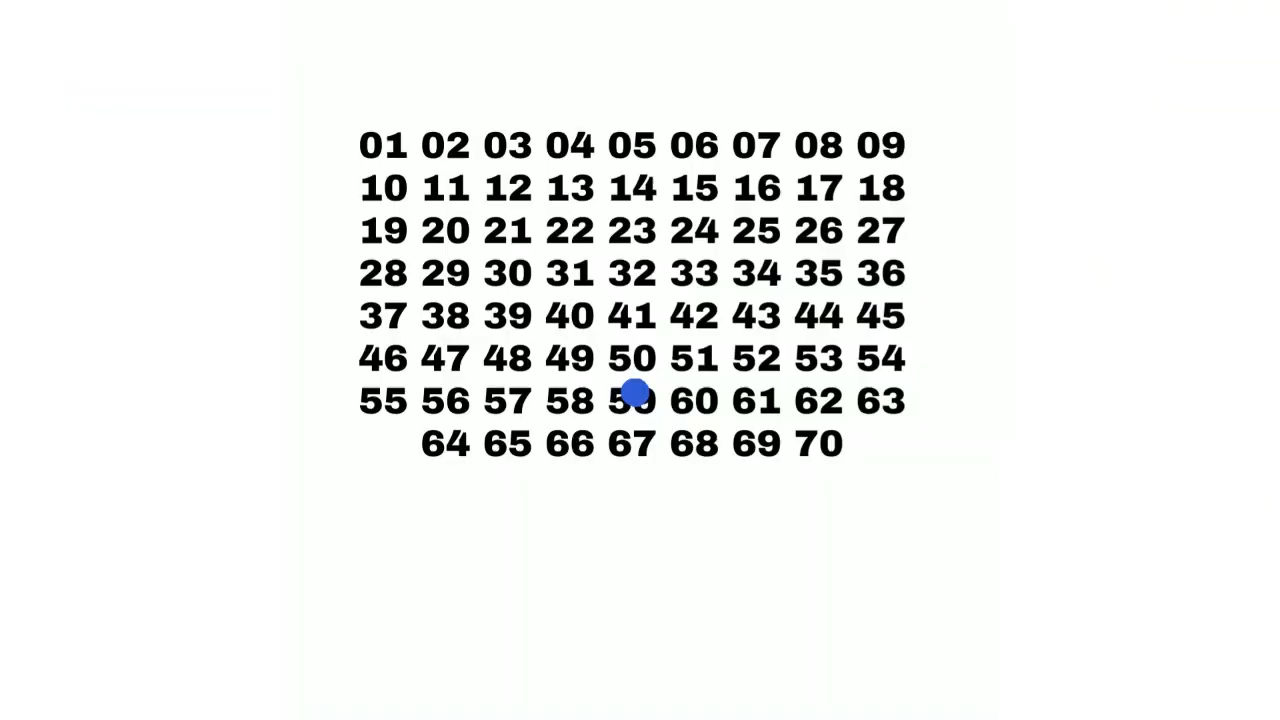 01 02 03 04 05 06 07 08 09
10 11 12 13 14 15 16 17 18
19 20 21 22 23 24 25 26 27
28 29 30 31 32 33 34 35 36
37 38 39 40 41 42 43 44 45
46 47 48 49 50 51 52 53 54
55 56 57 58 59 60 61 62 63
64 65 66 67 68 69 70